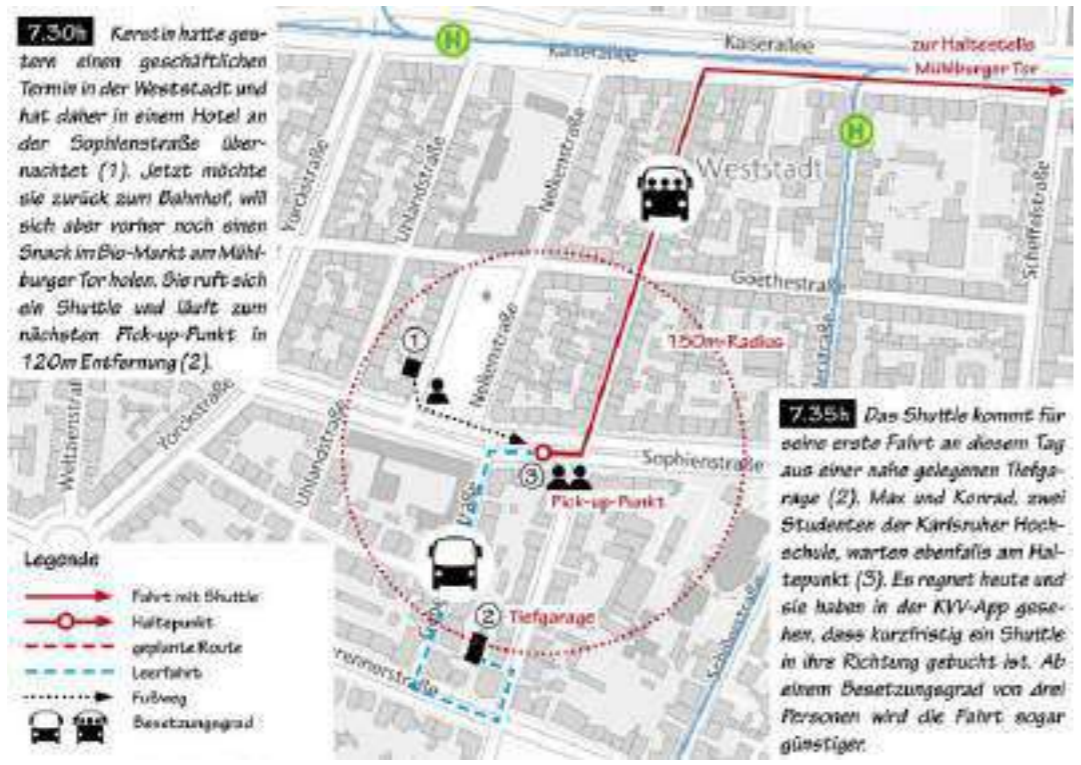 7.30h Kerstin hatte ges-
tern einen geschäftlichen
Termin in der Weststadt und
hat daher in einem Hotel an
der Sophienstraße über-
nachtet (1). Jetzt möchte
sie zurück zum Bahnhof, will
sich aber vorher noch einen
Snack im Bio-Markt am Mühl-
burger Tor holen. Sie ruft sich
ein Shuttle und läuft zum
nächsten Pick-up-Punkt in
120m Entfernung (2).
H
Kaiserallee
Kaiserallee
zur Haltestelle
Mühlburger Tor
H
Yorckstraße
Uhlandstraße
Nelkenstraße
Weststadt
Scheffelstraße
Goethestraße
150m-Radius
1
Nelkenstraße
Yorckstraße
Weltzienstraß
Uhlandstraße
Sophienstraße
3
Pick-up-Punkt
2
Tiefgarage
rennerstraße
7.35h Das Shuttle kommt für
seine erste Fahrt an diesem Tag
aus einer nahe gelegenen Tiefga-
rage (2). Max und Konrad, zwei
Studenten der Karlsruher Hoch-
schule, warten ebenfalls am Hal-
tepunkt (3). Es regnet heute und
sie haben in der KVV-App gese-
hen, dass kurzfristig ein Shuttle
in ihre Richtung gebucht ist. Ab
einem Besetzungsgrad von drei
Personen wird die Fahrt sogar
günstiger.
Legende
Fahrt mit Shuttle
Haltepunkt
geplante Route
Leerfahrt
Fußweg
Besetzungsgrad